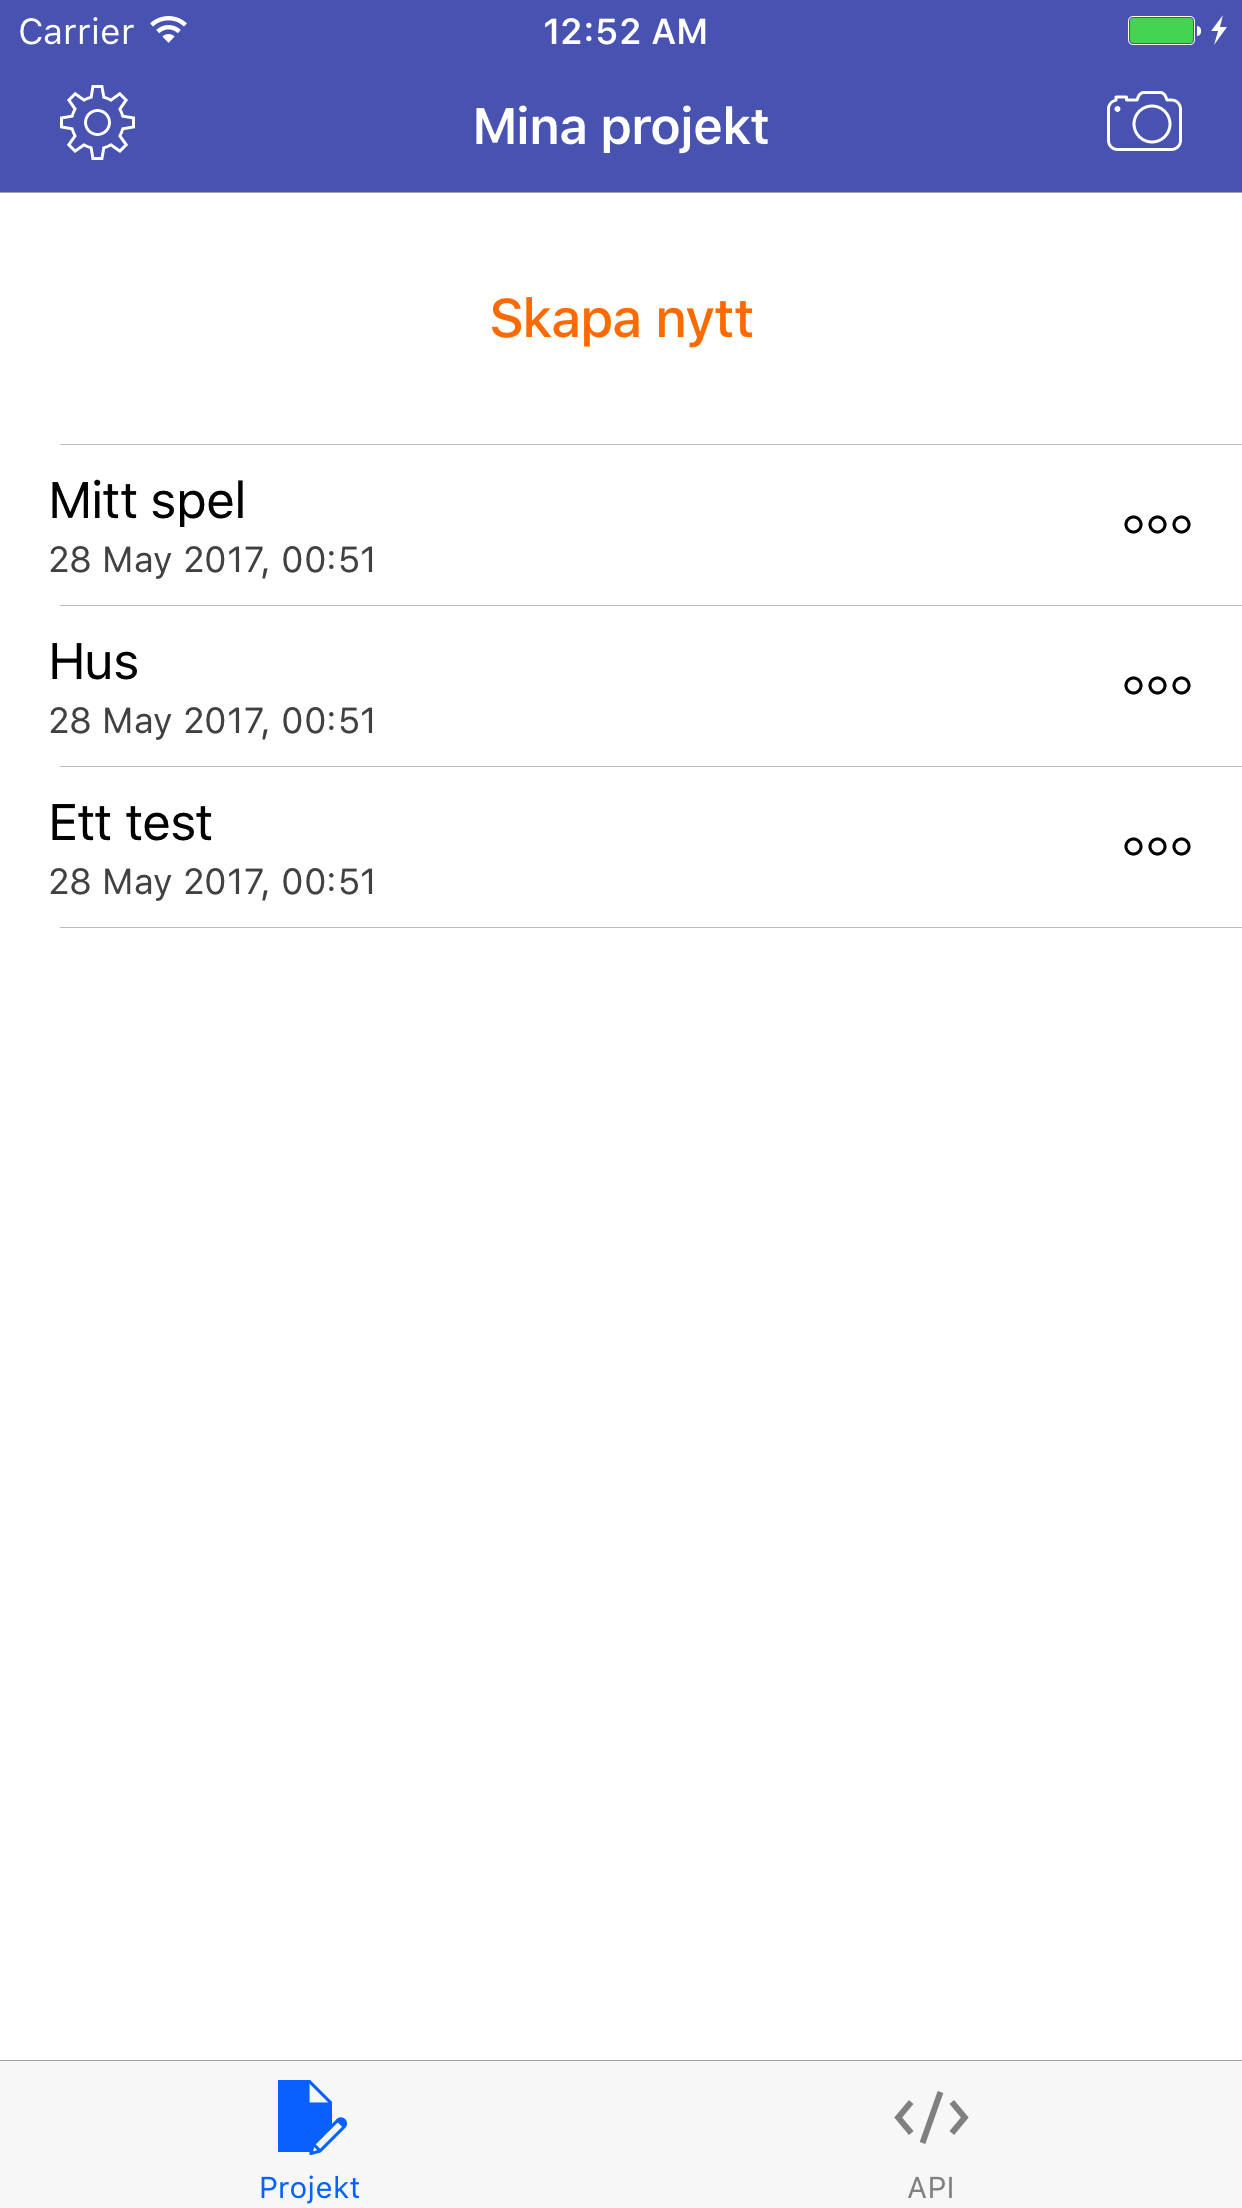 Carrier 12:52 AM
Mina projekt
Skapa nytt
Mitt spel
28 May 2017, 00:51
Hus
28 May 2017, 00:51
Ett test
28 May 2017, 00:51
Projekt API